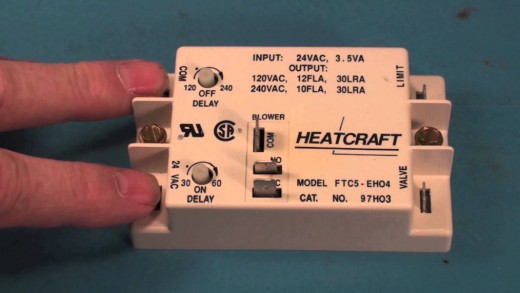 INPUT: 24VAC, 3.5VA
OUTPUT:
120VAC, 12FLA, 30LRA
240VAC, 10FLA, 30LRA
COM
120 240
OFF
DELAY
LIMIT
BLOWER
COM
NO
HEATCRAFT
24 VAC
30 60
ON
DELAY
MODEL FTC5-EHO4
CAT. NO. 97HO3
VALVE